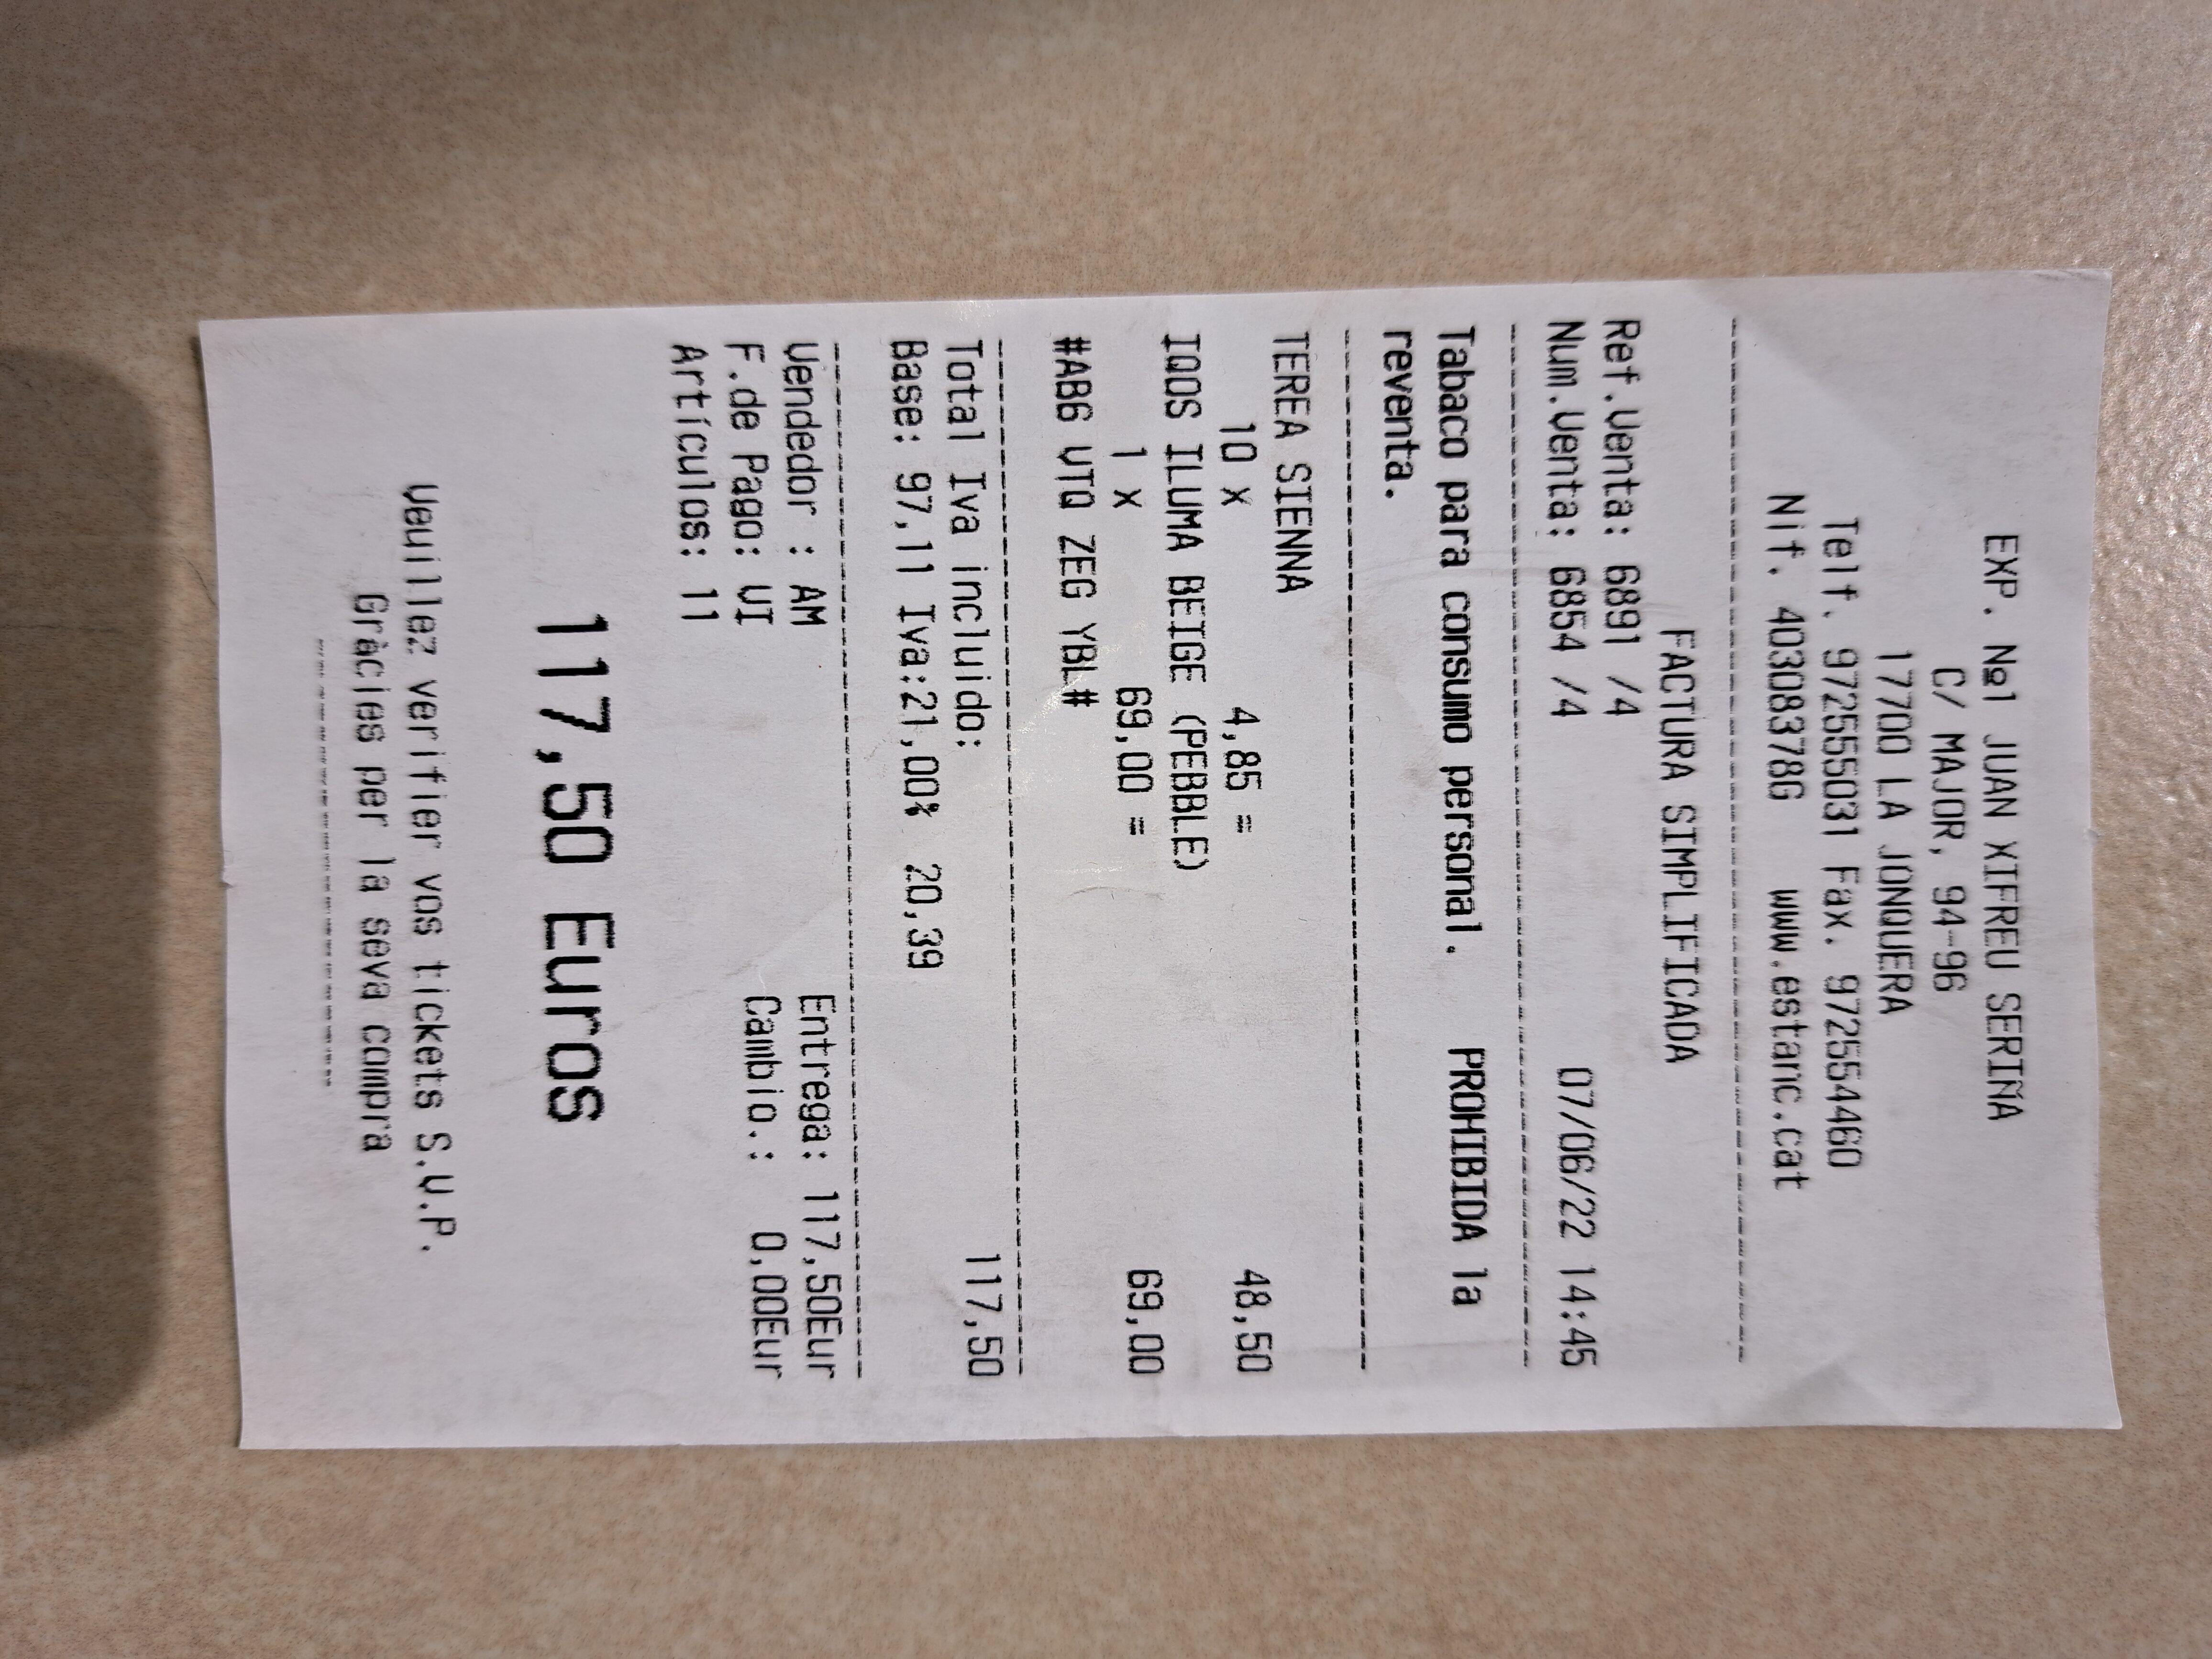 EXP. Nº1 JUAN XIFREU SERIÑA
C/ MAJOR, 94-96
17700 LA JONQUERA
Telf. 972555031 Fax. 972554460
Nif. 40308378G www.estanc.cat
FACTURA SIMPLIFICADA
Ref.Venta: 6891 /4
Num.Venta: 6854 /4 07/06/22 14:45
Tabaco para consumo personal. PROHIBIDA la
reventa.
TEREA SIENNA
10 x 4,85 = 48,50
IQOS ILUMA BEIGE (PEBBLE)
1 x 69,00 = 69,00
#AB6 VTQ ZEG YBL#
Total Iva incluido: 117,50
Base: 97,11 Iva:21,00% 20,39
Vendedor : AM Entrega: 117,50Eur
F.de Pago: VI Cambio.: 0,00Eur
Artículos: 11
117,50 Euros
Veuillez verifier vos tickets S.V.P.
Gràcies per la seva compra